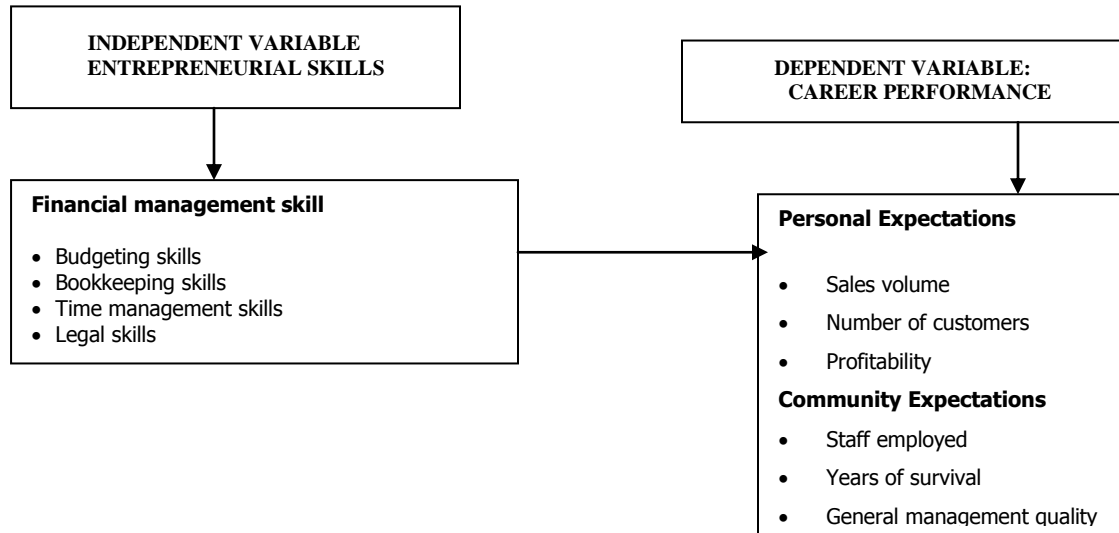 INDEPENDENT VARIABLE
ENTREPRENEURIAL SKILLS
DEPENDENT VARIABLE:
CAREER PERFORMANCE
Financial management skill
• Budgeting skills
• Bookkeeping skills
• Time management skills
• Legal skills
Personal Expectations
• Sales volume
• Number of customers
• Profitability
Community Expectations
• Staff employed
• Years of survival
• General management quality